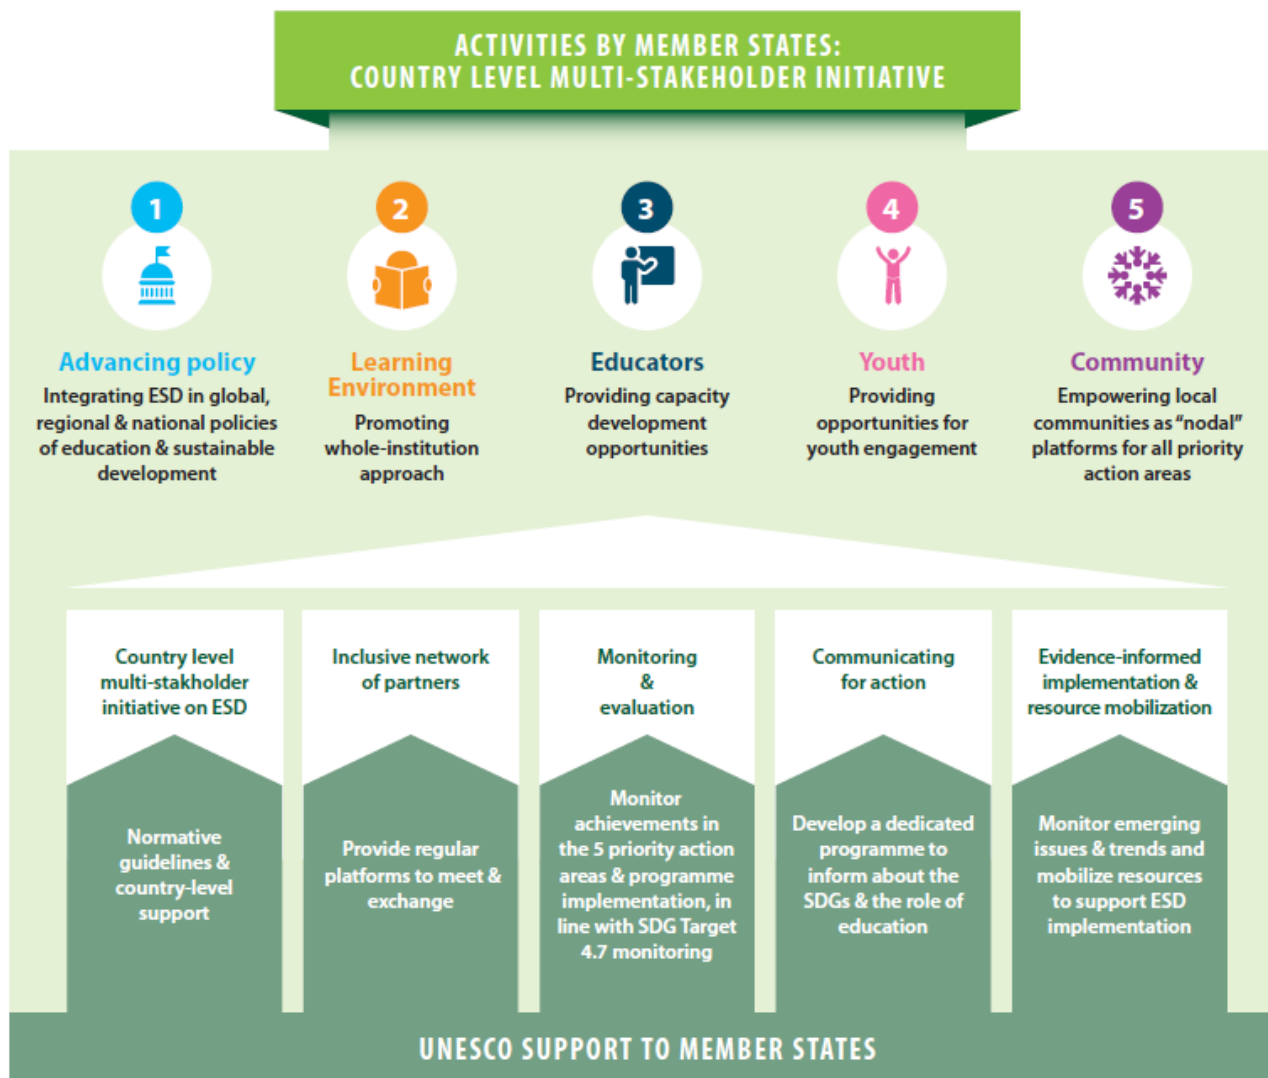 ACTIVITIES BY MEMBER STATES:
COUNTRY LEVEL MULTI-STAKEHOLDER INITIATIVE
1
Advancing policy
Integrating ESD in global,
regional & national policies
of education & sustainable
development
2
Learning
Environment
Promoting
whole-institution
approach
3
Educators
Providing capacity
development
opportunities
4
Youth
Providing
opportunities for
youth engagement
5
Community
Empowering local
communities as “nodal”
platforms for all priority
action areas
Country level
multi-stakholder
initiative on ESD
Normative
guidelines &
country-level
support
Inclusive network
of partners
Provide regular
platforms to meet &
exchange
Monitoring
&
evaluation
Monitor
achievements in
the 5 priority action
areas & programme
implementation, in
line with SDG Target
4.7 monitoring
Communicating
for action
Develop a dedicated
programme to
inform about the
SDGs & the role of
education
Evidence-informed
implementation &
resource mobilization
Monitor emerging
issues & trends and
mobilize resources
to support ESD
implementation
UNESCO SUPPORT TO MEMBER STATES